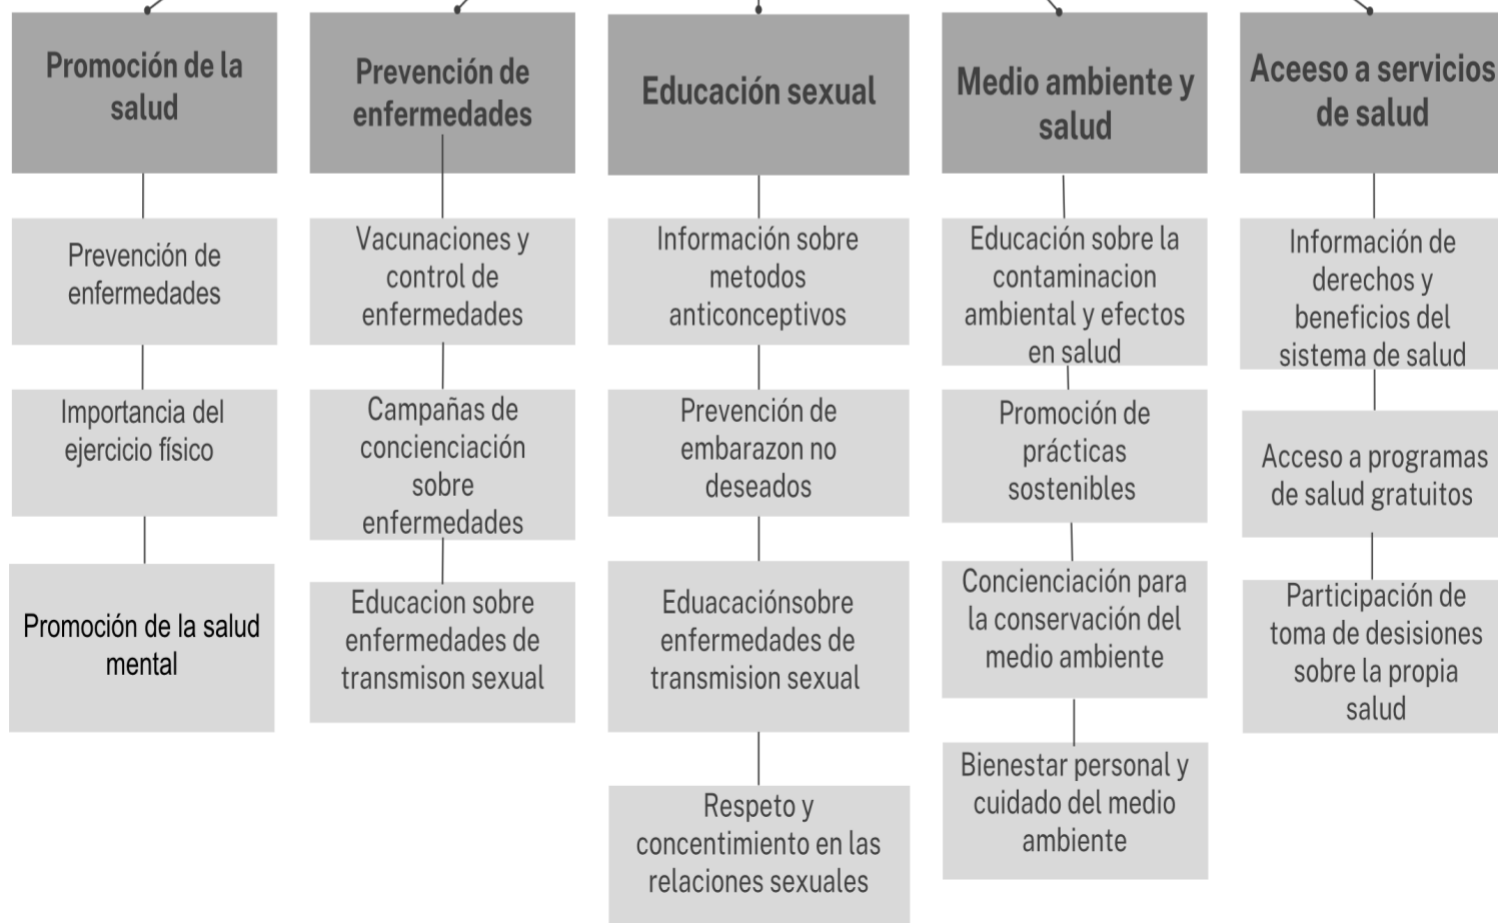 Promoción de la
salud
Prevención de
enfermedades
Importancia del
ejercicio físico
Promoción de la salud
mental
Prevención de
enfermedades
Vacunaciones y
control de
enfermedades
Campañas de
concienciación
sobre
enfermedades
Educacion sobre
enfermedades de
transmison sexual
Educación sexual
Información sobre
metodos
anticonceptivos
Prevención de
embarazon no
deseados
Eduacaciónsobre
enfermedades de
transmision sexual
Respeto y
concentimiento en las
relaciones sexuales
Medio ambiente y
salud
Educación sobre la
contaminacion
ambiental y efectos
en salud
Promoción de
prácticas
sostenibles
Concienciación para
la conservación del
medio ambiente
Bienestar personal y
cuidado del medio
ambiente
Aceeso a servicios
de salud
Información de
derechos y
beneficios del
sistema de salud
Acceso a programas
de salud gratuitos
Participación de
toma de desisiones
sobre la propia
salud